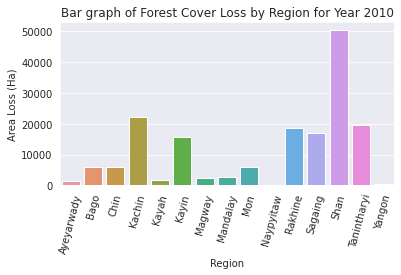 Bar graph of Forest Cover Loss by Region for Year 2010
50000
40000
30000
20000
10000
0
Area Loss (Ha)
Ayeyarwady
Bago
Chin
Kachin
Kayah
Kayin
Magway
Mandalay
Mon
Naypyitaw
Rakhine
Sagaing
Shan
Tanintharyi
Yangon
Region